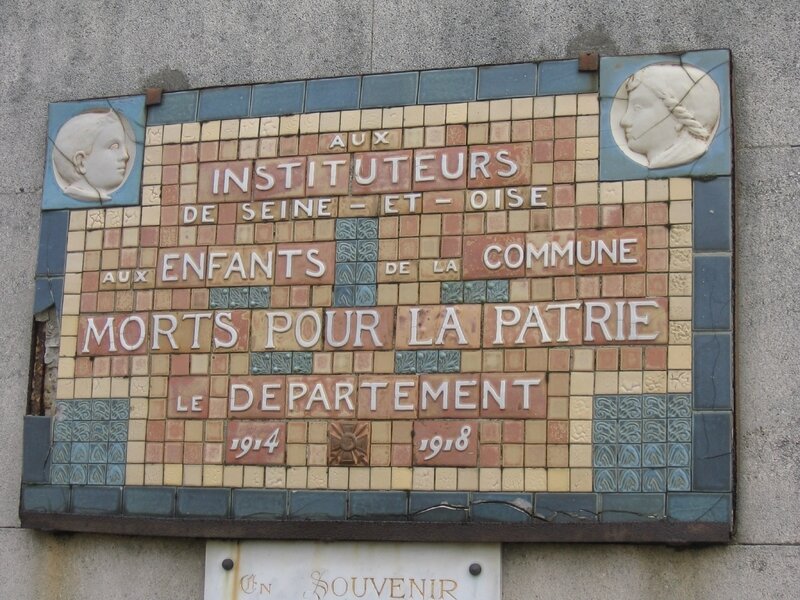 AUX
INSTITUTEURS
DE SEINE - ET - OISE
AUX ENFANTS DE LA COMMUNE
MORTS POUR LA PATRIE
LE DEPARTEMENT
1914 1918
EN SOUVENIR